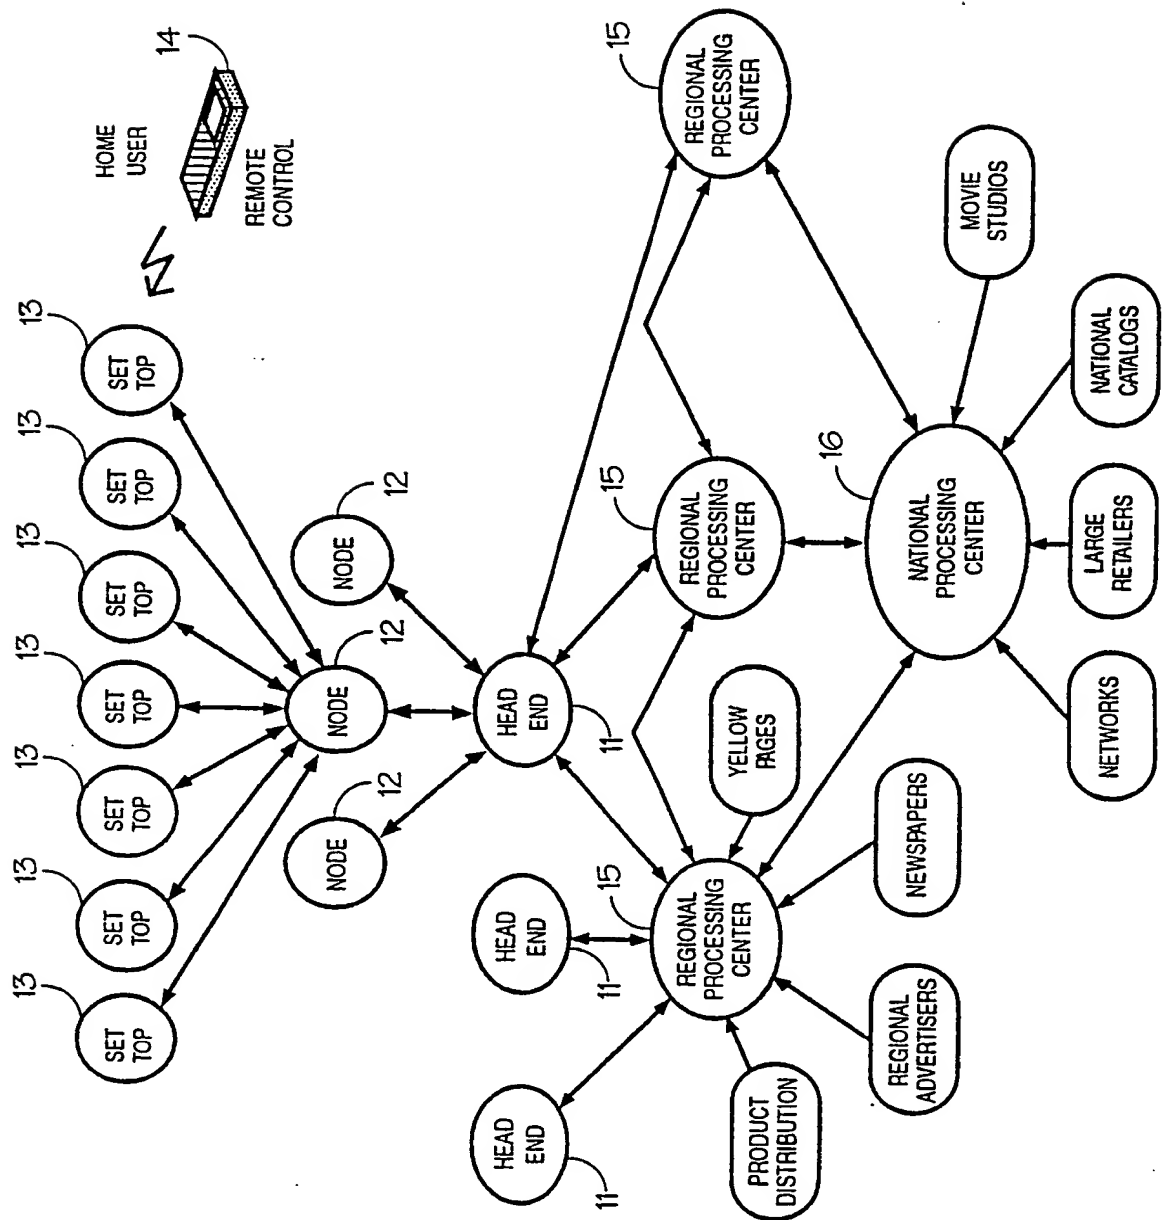 13
13
13
13
13
13
13
SET
TOP
SET
TOP
SET
TOP
SET
TOP
SET
TOP
SET
TOP
SET
TOP
HOME
USER
14
REMOTE
CONTROL
12
NODE
12
NODE
12
NODE
HEAD
END
11
HEAD
END
11
HEAD
END
11
15
REGIONAL
PROCESSING
CENTER
15
REGIONAL
PROCESSING
CENTER
15
REGIONAL
PROCESSING
CENTER
YELLOW
PAGES
PRODUCT
DISTRIBUTION
REGIONAL
ADVERTISERS
NEWSPAPERS
16
NATIONAL
PROCESSING
CENTER
MOVIE
STUDIOS
NETWORKS
LARGE
RETAILERS
NATIONAL
CATALOGS